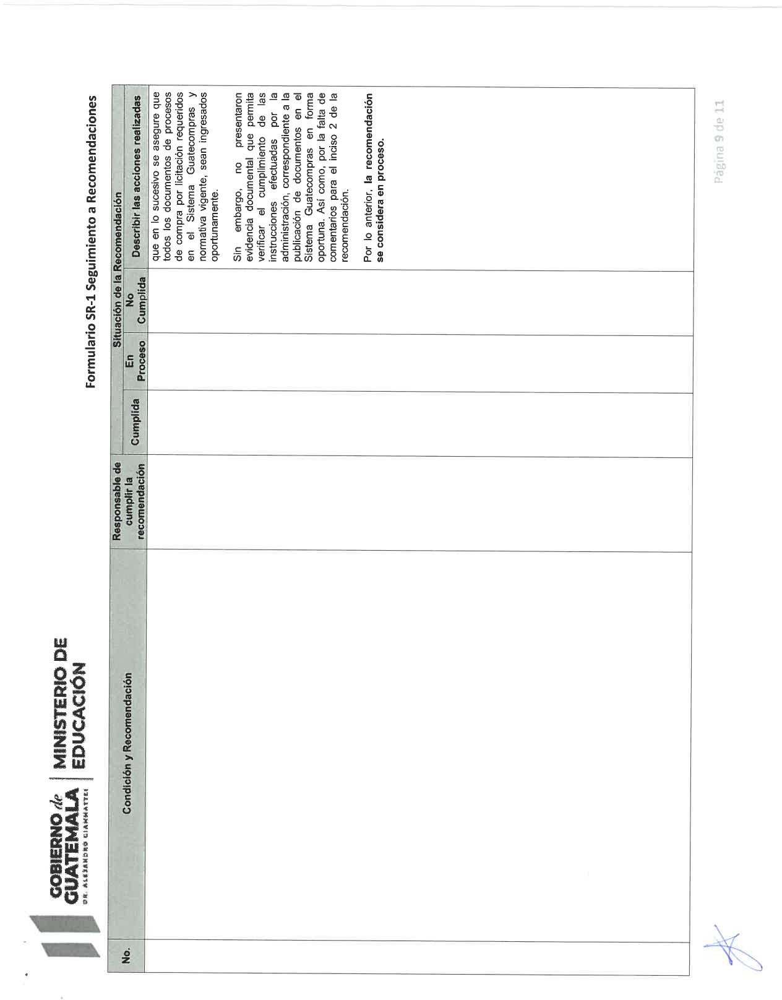 GOBIERNO de
GUATEMALA
DR. ALEJANDRO GIAMMATTEI
MINISTERIO DE
EDUCACIÓN
Formulario SR-1 Seguimiento a Recomendaciones
No.
Condición y Recomendación
Responsable de
cumplir la
recomendación
Situación de la Recomendación
Cumplida
En
Proceso
No
Cumplida
Describir las acciones realizadas
que en lo sucesivo se asegure que
todos los documentos de procesos
de compra por licitación requeridos
en el Sistema Guatecompras y
normativa vigente, sean ingresados
oportunamente.
Sin embargo, no presentaron
evidencia documental que permita
verificar el cumplimiento de las
instrucciones efectuadas por la
administración, correspondiente a la
publicación de documentos en el
Sistema Guatecompras en forma
oportuna. Así como, por la falta de
comentarios para el inciso 2 de la
recomendación.
Por lo anterior, la recomendación
se considera en proceso.
Página 9 de 11